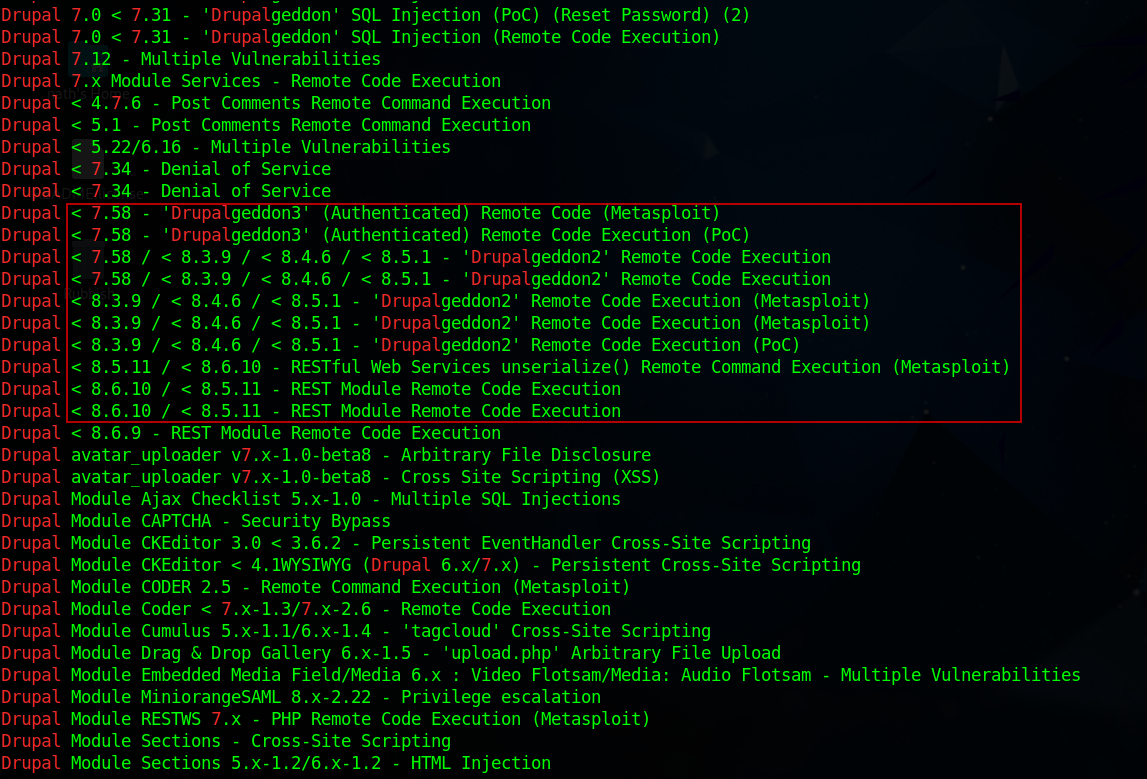 Drupal 7.0 < 7.31 - 'Drupalgeddon' SQL Injection (PoC) (Reset Password) (2)
Drupal 7.0 < 7.31 - 'Drupalgeddon' SQL Injection (Remote Code Execution)
Drupal 7.12 - Multiple Vulnerabilities
Drupal 7.x Module Services - Remote Code Execution
Drupal < 4.7.6 - Post Comments Remote Command Execution
Drupal < 5.1 - Post Comments Remote Command Execution
Drupal < 5.22/6.16 - Multiple Vulnerabilities
Drupal < 7.34 - Denial of Service
Drupal < 7.34 - Denial of Service
Drupal < 7.58 - 'Drupalgeddon3' (Authenticated) Remote Code (Metasploit)
Drupal < 7.58 - 'Drupalgeddon3' (Authenticated) Remote Code Execution (PoC)
Drupal < 7.58 / < 8.3.9 / < 8.4.6 / < 8.5.1 - 'Drupalgeddon2' Remote Code Execution
Drupal < 7.58 / < 8.3.9 / < 8.4.6 / < 8.5.1 - 'Drupalgeddon2' Remote Code Execution
Drupal < 8.3.9 / < 8.4.6 / < 8.5.1 - 'Drupalgeddon2' Remote Code Execution (Metasploit)
Drupal < 8.3.9 / < 8.4.6 / < 8.5.1 - 'Drupalgeddon2' Remote Code Execution (Metasploit)
Drupal < 8.3.9 / < 8.4.6 / < 8.5.1 - 'Drupalgeddon2' Remote Code Execution (PoC)
Drupal < 8.5.11 / < 8.6.10 - RESTful Web Services unserialize() Remote Command Execution (Metasploit)
Drupal < 8.6.10 / < 8.5.11 - REST Module Remote Code Execution
Drupal < 8.6.10 / < 8.5.11 - REST Module Remote Code Execution
Drupal < 8.6.9 - REST Module Remote Code Execution
Drupal avatar_uploader v7.x-1.0-beta8 - Arbitrary File Disclosure
Drupal avatar_uploader v7.x-1.0-beta8 - Cross Site Scripting (XSS)
Drupal Module Ajax Checklist 5.x-1.0 - Multiple SQL Injections
Drupal Module CAPTCHA - Security Bypass
Drupal Module CKEditor 3.0 < 3.6.2 - Persistent EventHandler Cross-Site Scripting
Drupal Module CKEditor < 4.1WYSIWYG (Drupal 6.x/7.x) - Persistent Cross-Site Scripting
Drupal Module CODER 2.5 - Remote Command Execution (Metasploit)
Drupal Module Coder < 7.x-1.3/7.x-2.6 - Remote Code Execution
Drupal Module Cumulus 5.x-1.1/6.x-1.4 - 'tagcloud' Cross-Site Scripting
Drupal Module Drag & Drop Gallery 6.x-1.5 - 'upload.php' Arbitrary File Upload
Drupal Module Embedded Media Field/Media 6.x : Video Flotsam/Media: Audio Flotsam - Multiple Vulnerabilities
Drupal Module MiniorangeSAML 8.x-2.22 - Privilege escalation
Drupal Module RESTWS 7.x - PHP Remote Code Execution (Metasploit)
Drupal Module Sections - Cross-Site Scripting
Drupal Module Sections 5.x-1.2/6.x-1.2 - HTML Injection